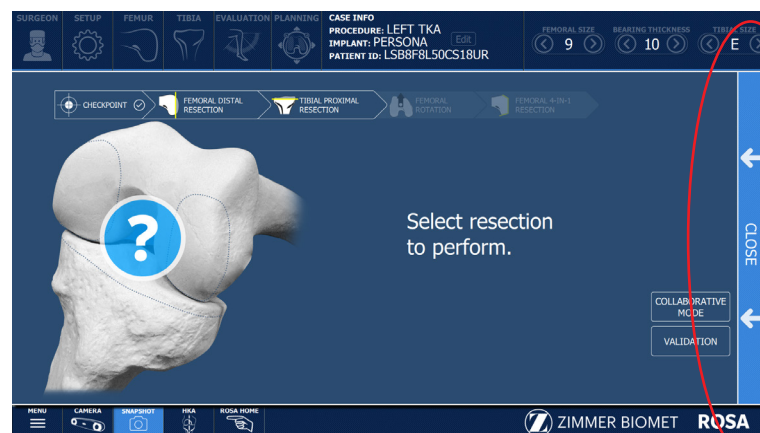 SURGEON
SETUP
FEMUR
TIBIA
EVALUATION
PLANNING
CASE INFO
PROCEDURE: LEFT TKA
IMPLANT: PERSONA
PATIENT ID: LSB8F8L50CS18UR
Edit
FEMORAL SIZE
9
BEARING THICKNESS
10
TIBIAL SIZE
E
CHECKPOINT
FEMORAL DISTAL
RESECTION
TIBIAL PROXIMAL
RESECTION
FEMORAL
ROTATION
FEMORAL 4-IN-1
RESECTION
?
Select resection
to perform.
CLOSE
COLLABORATIVE
MODE
VALIDATION
MENU
CAMERA
SNAPSHOT
HKA
ROSA HOME
Z ZIMMER BIOMET
ROSA